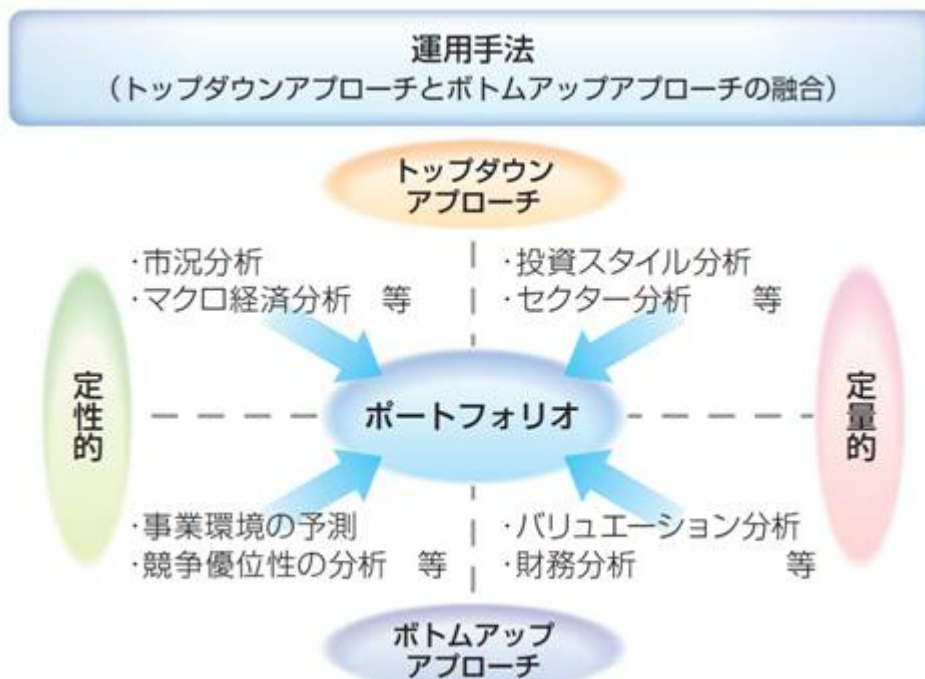 運用手法
（トップダウンアプローチとボトムアップアプローチの融合）
トップダウン
アプローチ
・市況分析
・マクロ経済分析　等
・投資スタイル分析
・セクター分析　等
定性的
ポートフォリオ
定量的
・事業環境の予測
・競争優位性の分析　等
・バリュエーション分析
・財務分析　等
ボトムアップ
アプローチ